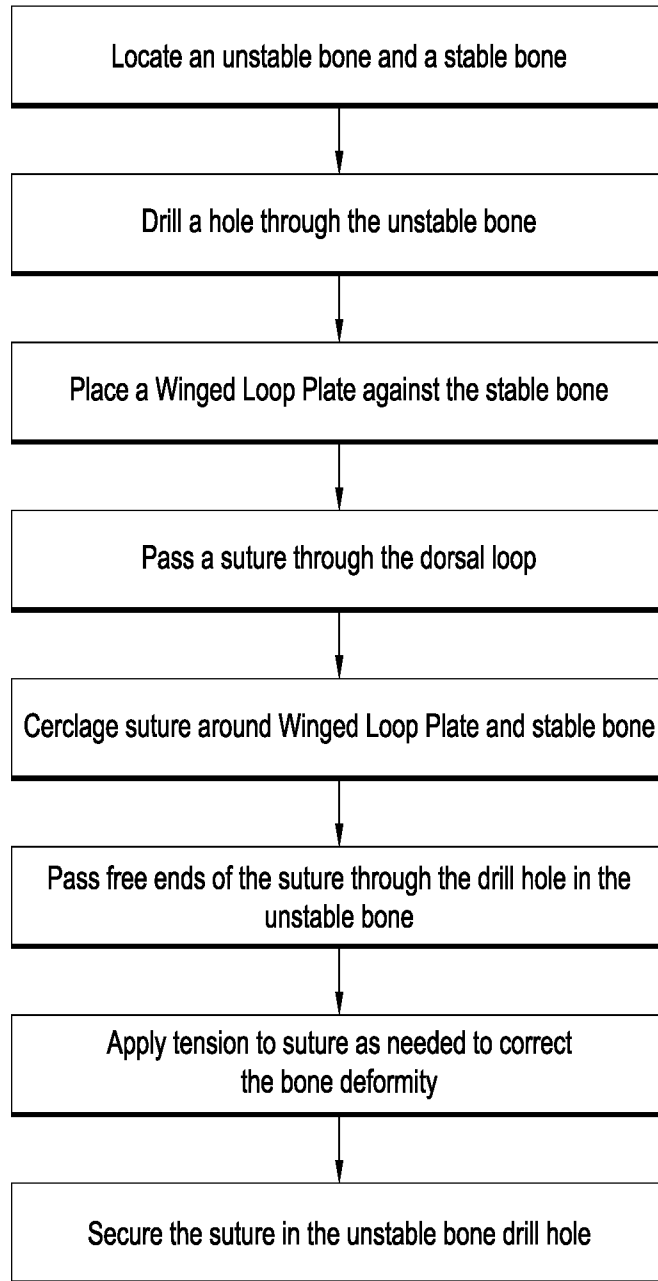 Locate an unstable bone and a stable bone
Drill a hole through the unstable bone
Place a Winged Loop Plate against the stable bone
Pass a suture through the dorsal loop
Cerclage suture around Winged Loop Plate and stable bone
Pass free ends of the suture through the drill hole in the
unstable bone
Apply tension to suture as needed to correct
the bone deformity
Secure the suture in the unstable bone drill hole